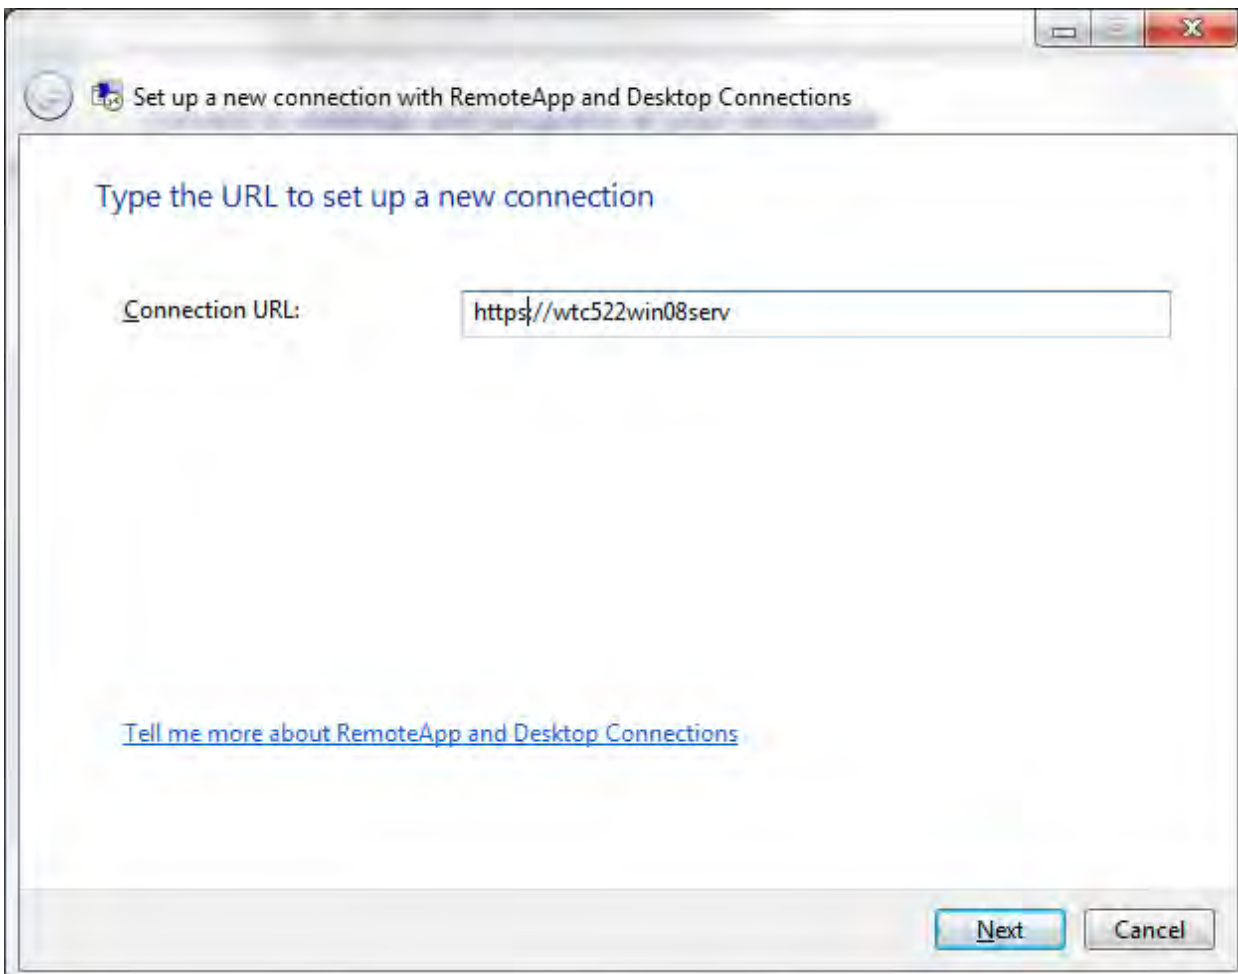 Set up a new connection with RemoteApp and Desktop Connections
Type the URL to set up a new connection
Connection URL: https://wtc522win08serv
Tell me more about RemoteApp and Desktop Connections
Next Cancel